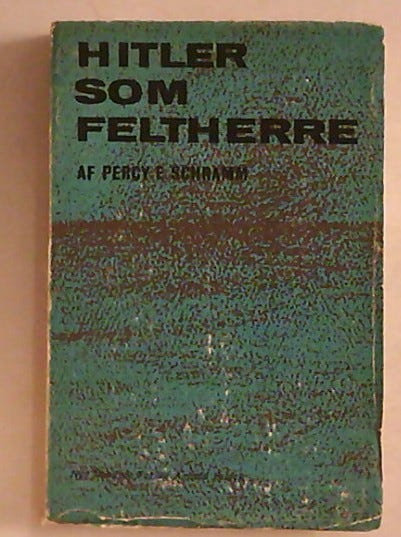 HITLER
SOM
FELTHERRE
AF PERCY E SCHRAMM